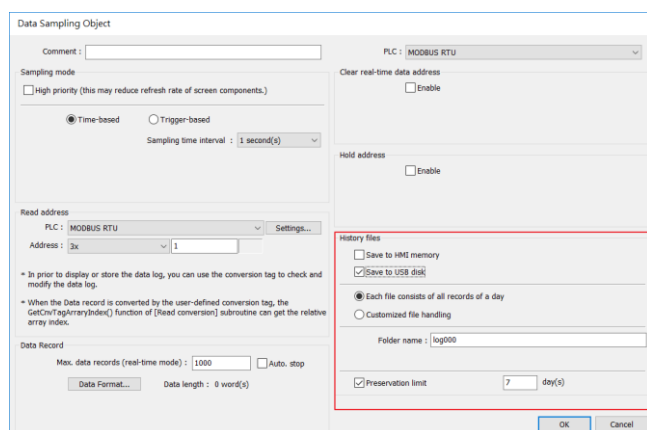 Data Sampling Object
Comment :
PLC : MODBUS RTU
Sampling mode
High priority (this may reduce refresh rate of screen components.)
Time-based
Trigger-based
Sampling time interval : 1 second(s)
Clear real-time data address
Enable
Hold address
Enable
Read address
PLC : MODBUS RTU
Settings...
Address : 3x
1
* In prior to display or store the data log, you can use the conversion tag to check and
modify the data log.
* When the Data record is converted by the user-defined conversion tag, the
GetCnvTagArraryIndex() function of [Read conversion] subroutine can get the relative
array index.
Data Record
Max. data records (real-time mode) : 1000
Auto. stop
Data Format...
Data length : 0 word(s)
History files
Save to HMI memory
Save to USB disk
Each file consists of all records of a day
Customized file handling
Folder name : log000
Preservation limit
7
day(s)
OK
Cancel